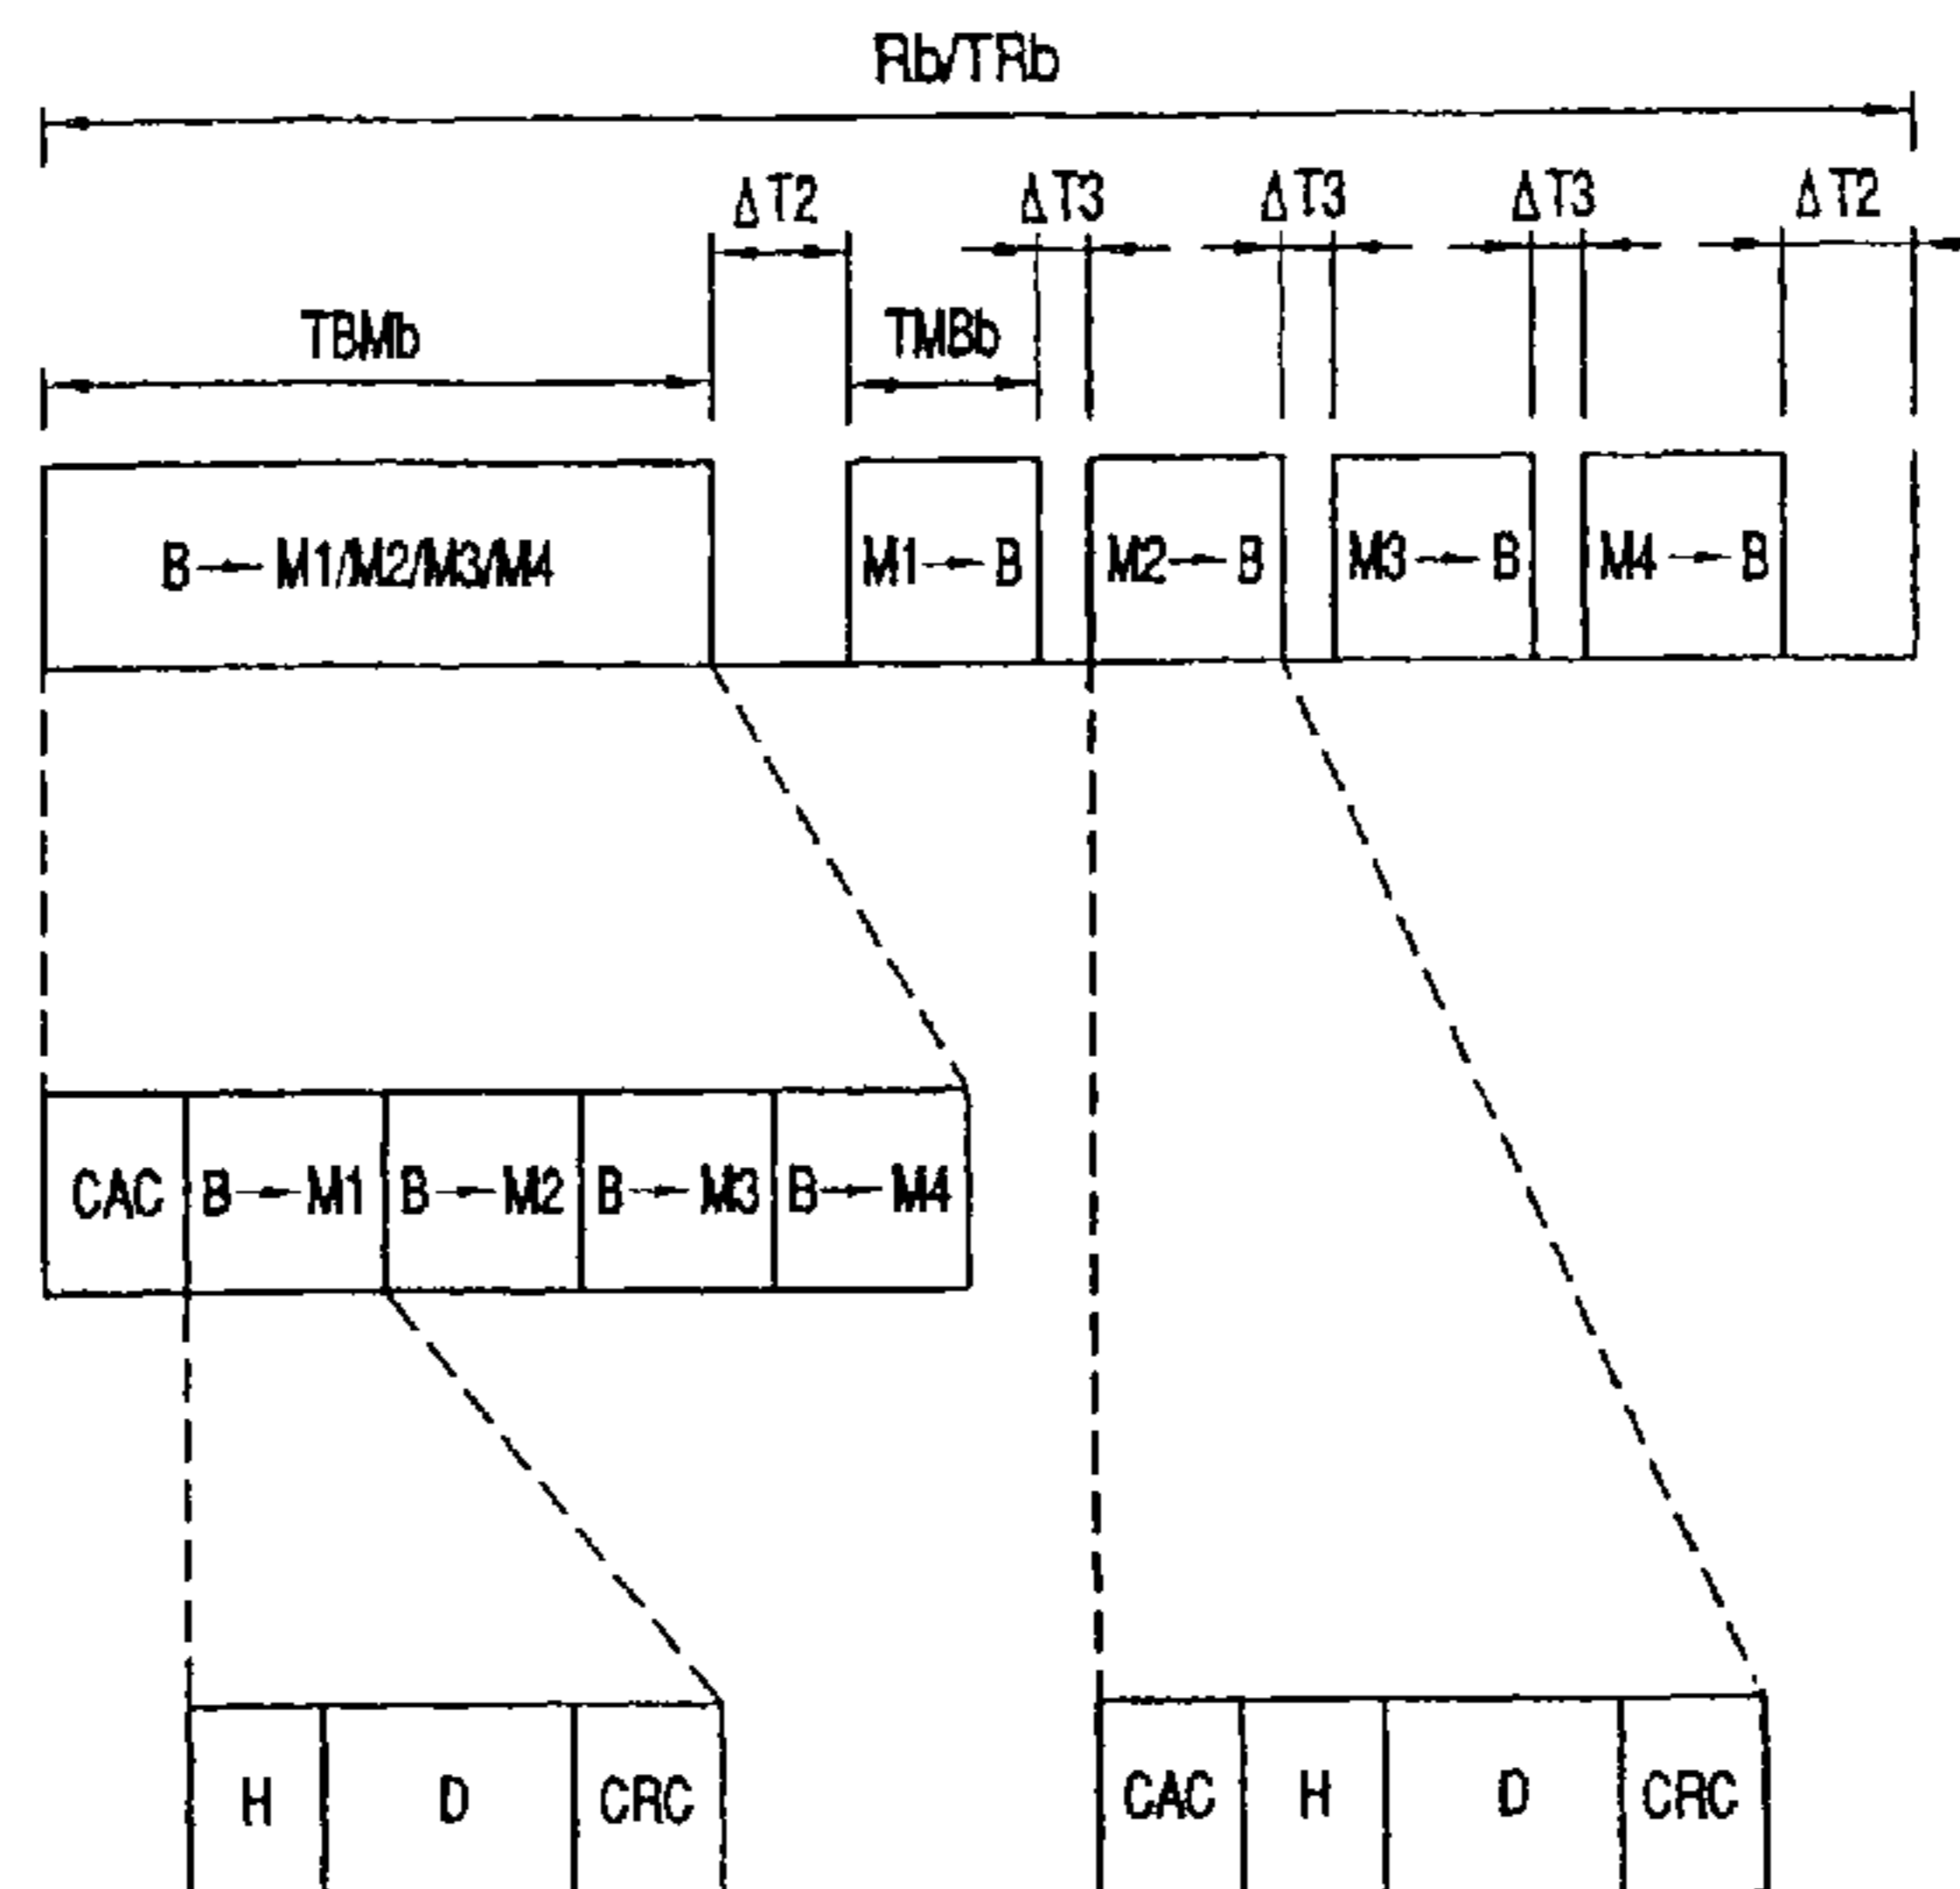 Rb/TRb
ΔT2 ΔT3 ΔT3 ΔT3 ΔT2
TBMb TMBb
B→M1/M2/M3/M4 M1→B M2→B M3→B M4→B
CAC B→M1 B→M2 B→M3 B→M4
H D CRC CAC H D CRC